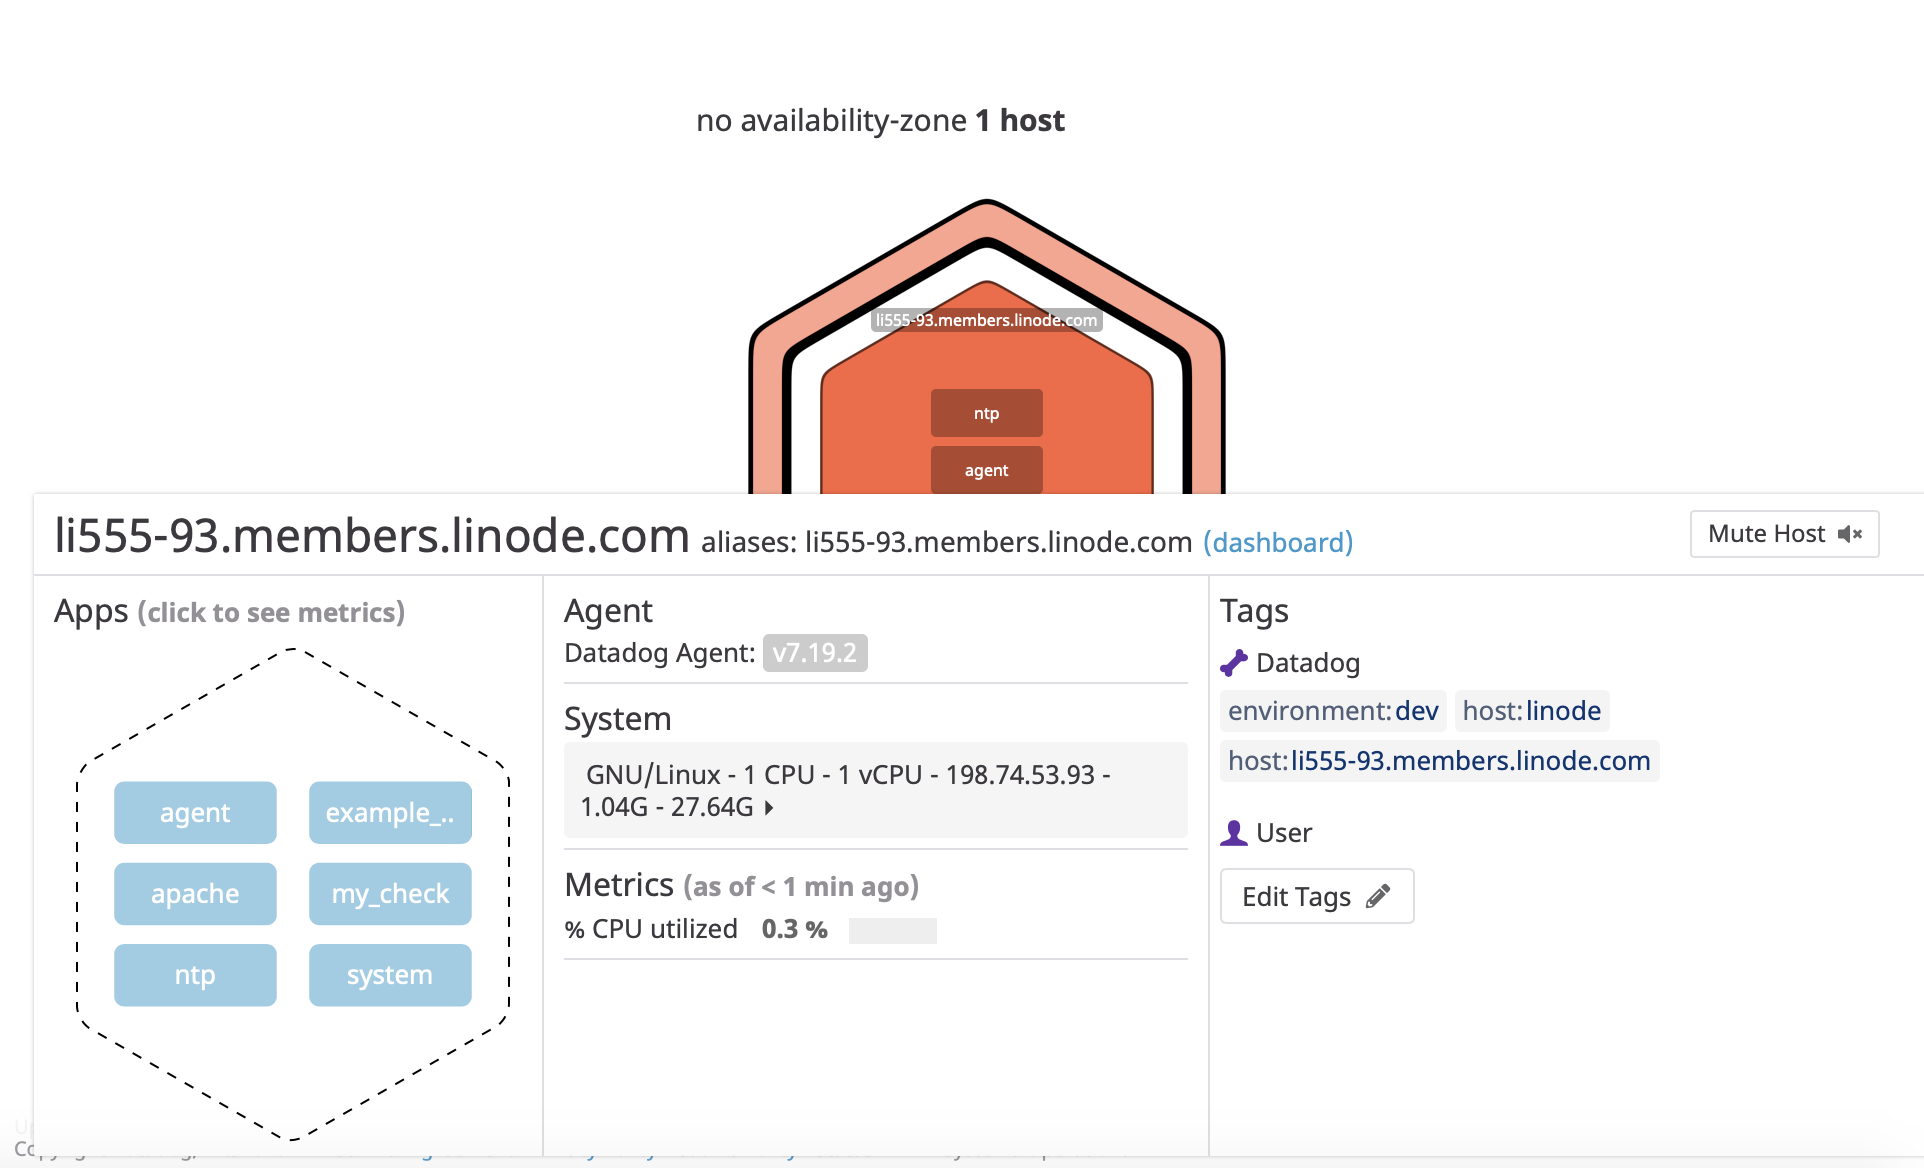 no availability-zone 1 host
li555-93.members.linode.com
ntp
agent
li555-93.members.linode.com aliases: li555-93.members.linode.com (dashboard)
Mute Host
Apps (click to see metrics)
agent
example_..
apache
my_check
ntp
system
Agent
Datadog Agent: v7.19.2
System
GNU/Linux - 1 CPU - 1 vCPU - 198.74.53.93 -
1.04G - 27.64G
Metrics (as of < 1 min ago)
% CPU utilized 0.3 %
Tags
Datadog
environment:dev host:linode
host:li555-93.members.linode.com
User
Edit Tags